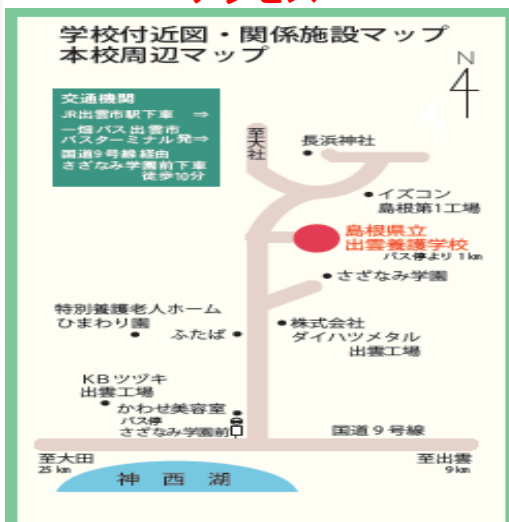 学校付近図・関係施設マップ
本校周辺マップ
N
交通機関
JR出雲市駅下車 ⇒
一畑バス出雲市
バスターミナル発⇒
国道9号線経由
さざなみ学園前下車
徒歩10分
至大社
長浜神社
イズコン
島根第1工場
島根県立
出雲養護学校
バス停より 1km
さざなみ学園
特別養護老人ホーム
ひまわり園
ふたば
株式会社
ダイハツメタル
出雲工場
KBツヅキ
出雲工場
かわせ美容室
バス停
さざなみ学園前
国道9号線
至大田
25km
至出雲
9km
神西湖